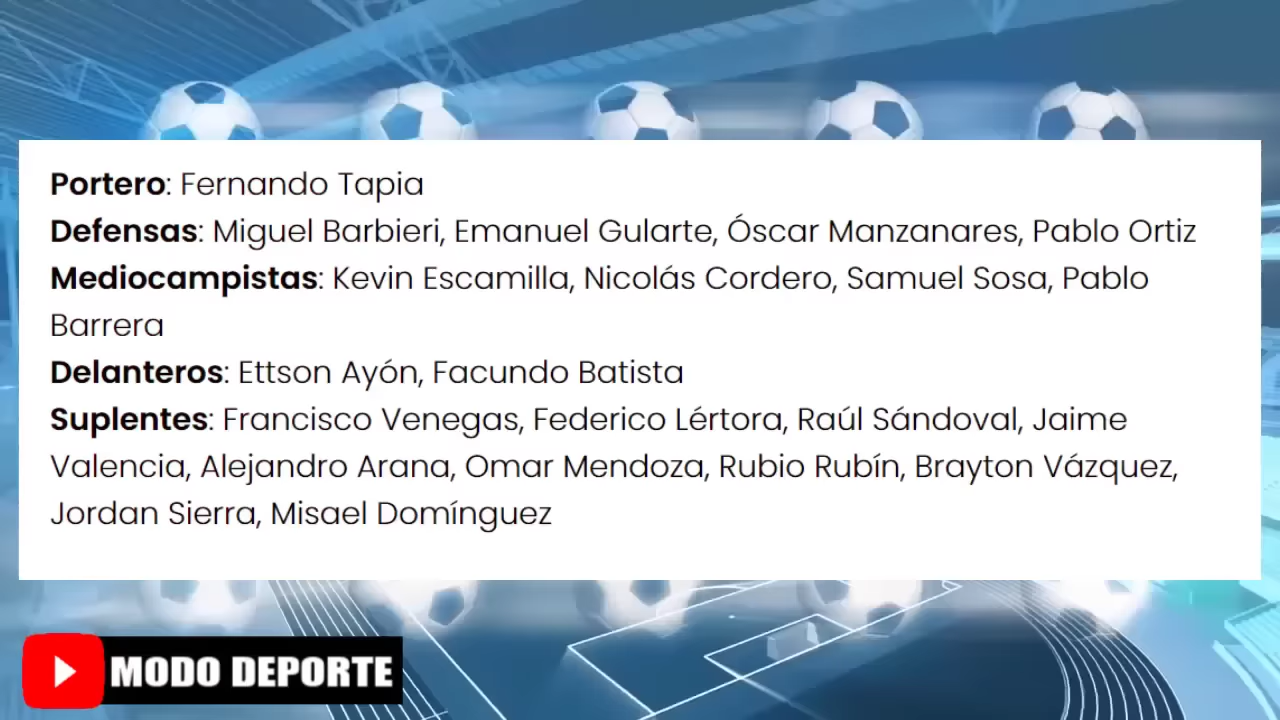 Portero: Fernando Tapia
Defensas: Miguel Barbieri, Emanuel Gularte, Óscar Manzanares, Pablo Ortiz
Mediocampistas: Kevin Escamilla, Nicolás Cordero, Samuel Sosa, Pablo
Barrera
Delanteros: Ettson Ayón, Facundo Batista
Suplentes: Francisco Venegas, Federico Lértora, Raúl Sándoval, Jaime
Valencia, Alejandro Arana, Omar Mendoza, Rubio Rubín, Brayton Vázquez,
Jordan Sierra, Misael Domínguez
MODO DEPORTE